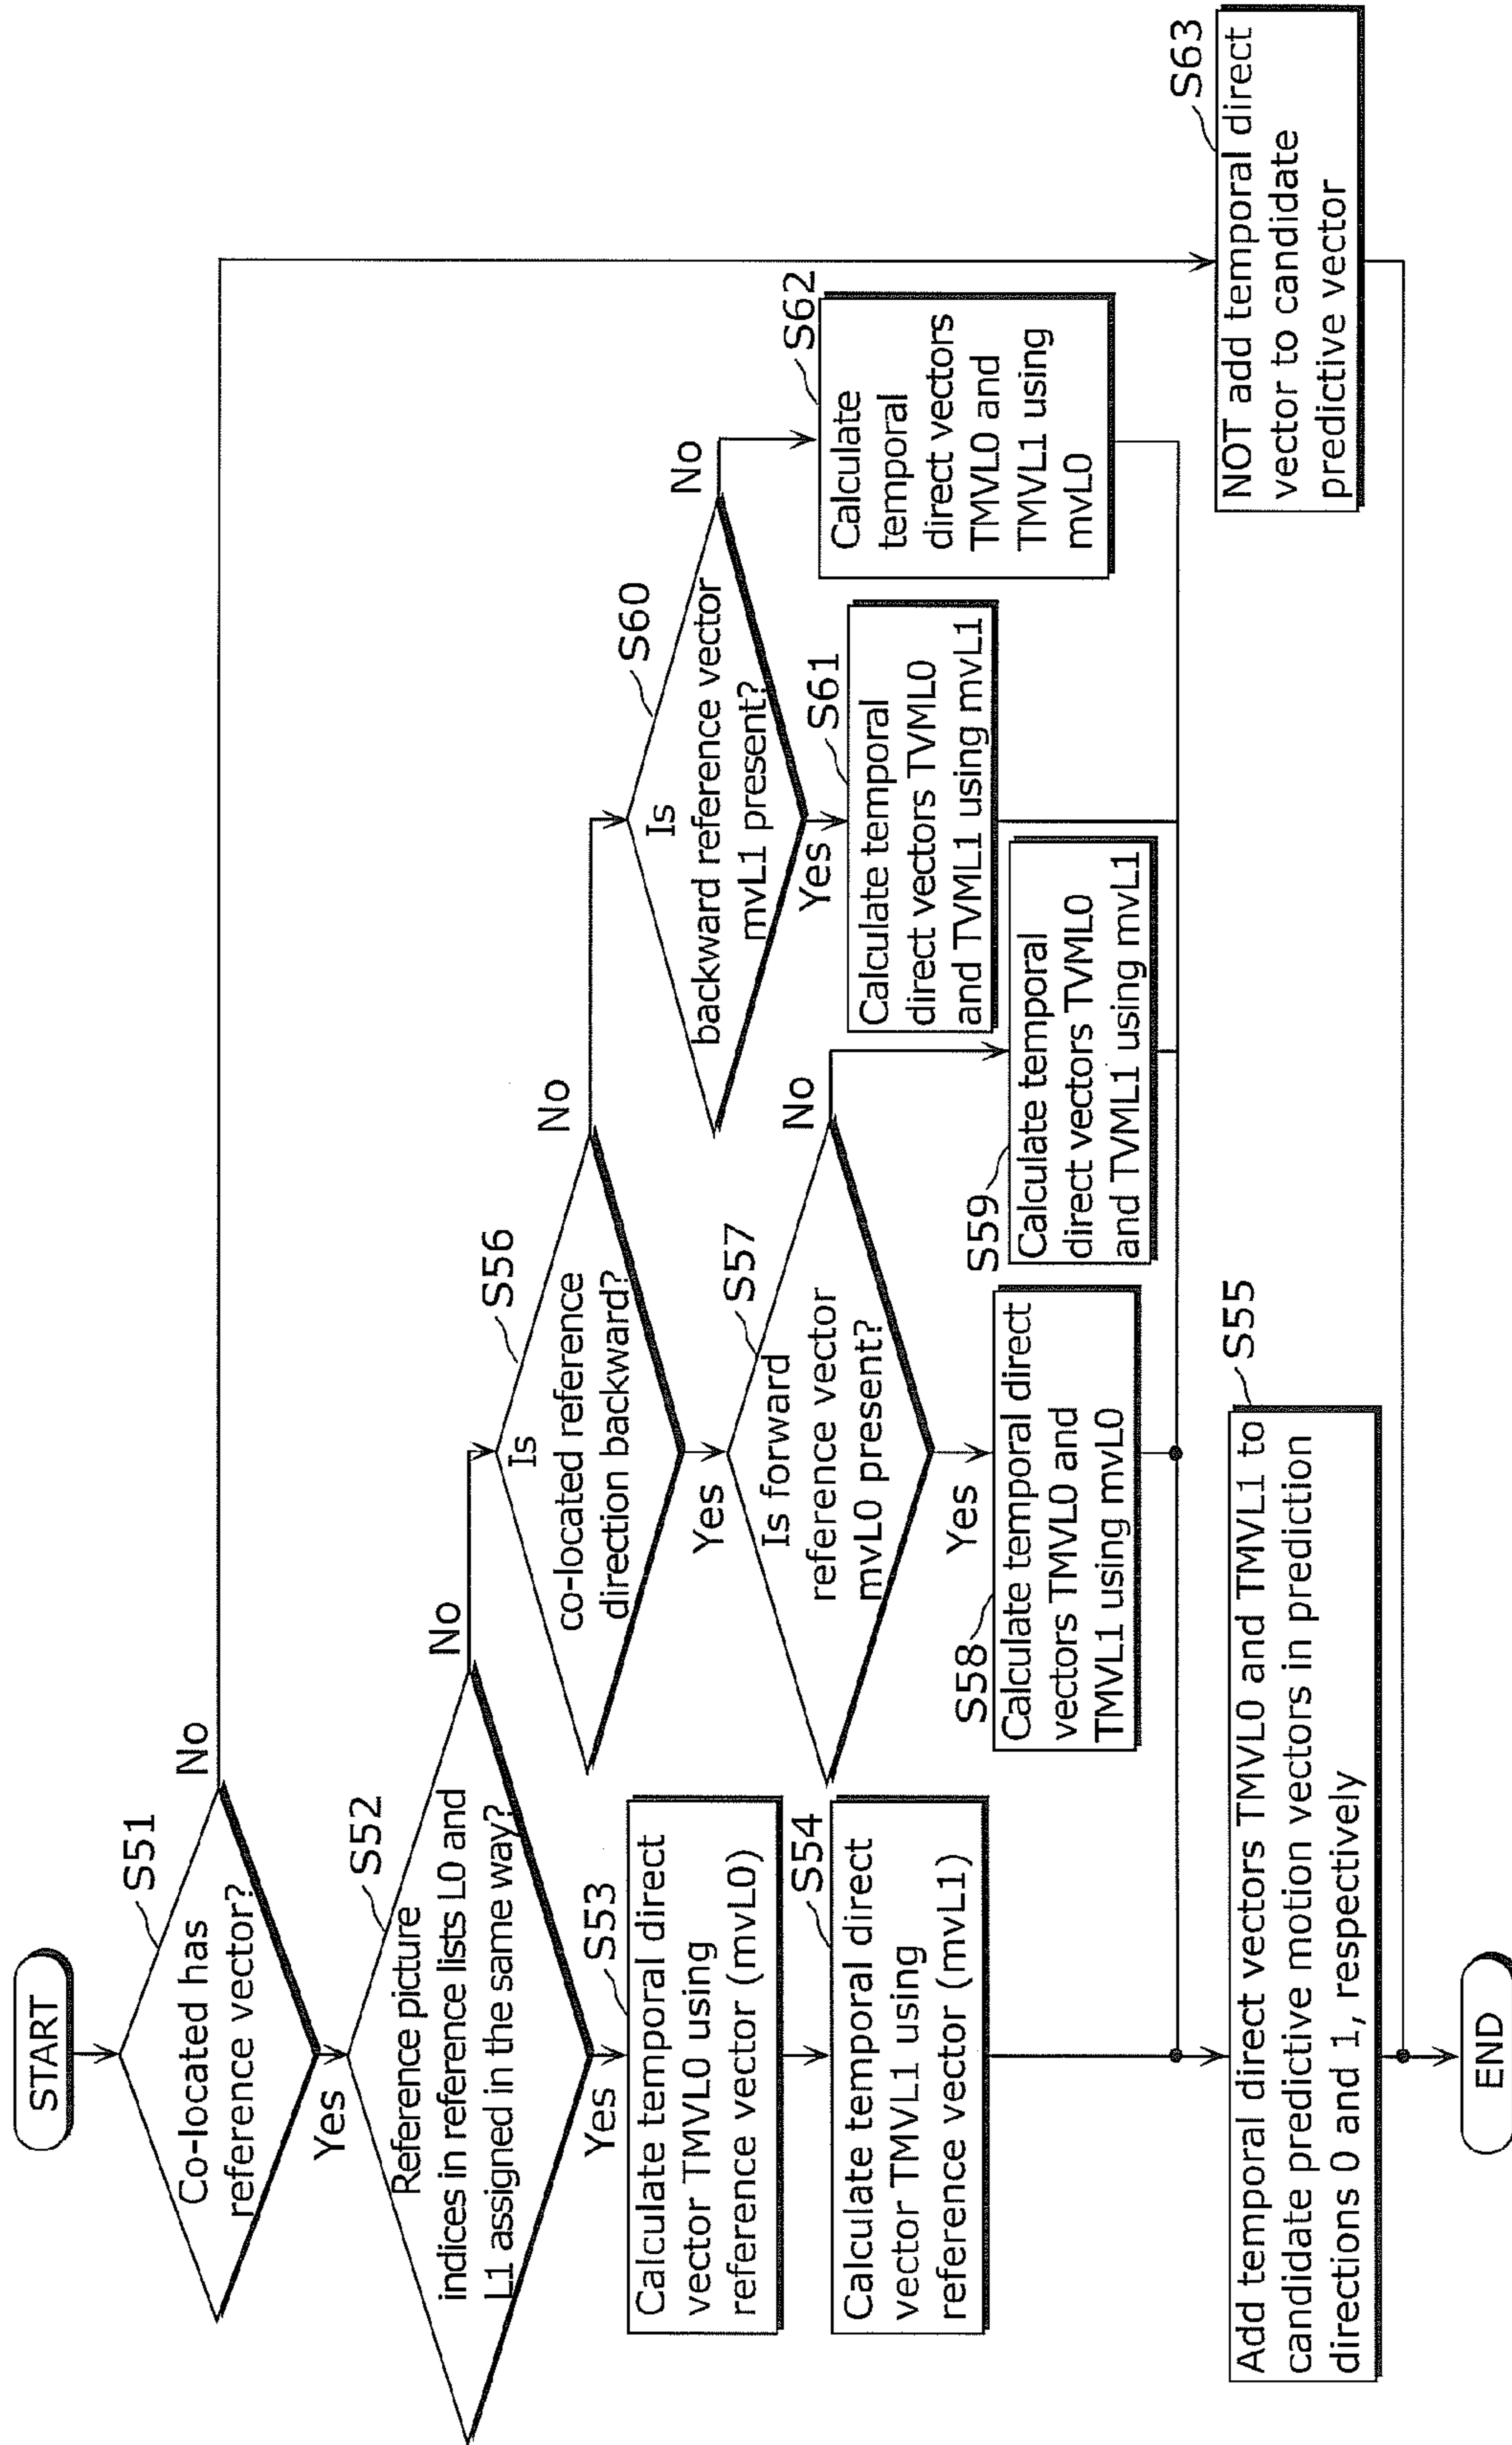 START
S51
Co-located has
reference vector?
No
Yes
S52
Reference picture
indices in reference lists L0 and
L1 assigned in the same way?
No
Yes
S53
Calculate temporal direct
vector TMVL0 using
reference vector (mvL0)
S54
Calculate temporal direct
vector TMVL1 using
reference vector (mvL1)
S56
Is
co-located reference
direction backward?
No
Yes
S57
Is forward
reference vector
mvL0 present?
No
Yes
S58
Calculate temporal direct
vectors TMVL0 and
TMVL1 using mvL0
S59
Calculate temporal
direct vectors TVML0
and TVML1 using mvL1
S60
Is
backward reference vector
mvL1 present?
No
Yes
S61
Calculate temporal
direct vectors TVML0
and TVML1 using mvL1
S62
Calculate
temporal
direct vectors
TMVL0 and
TMVL1 using
mvL0
S55
Add temporal direct vectors TMVL0 and TMVL1 to
candidate predictive motion vectors in prediction
directions 0 and 1, respectively
S63
NOT add temporal direct
vector to candidate
predictive vector
END